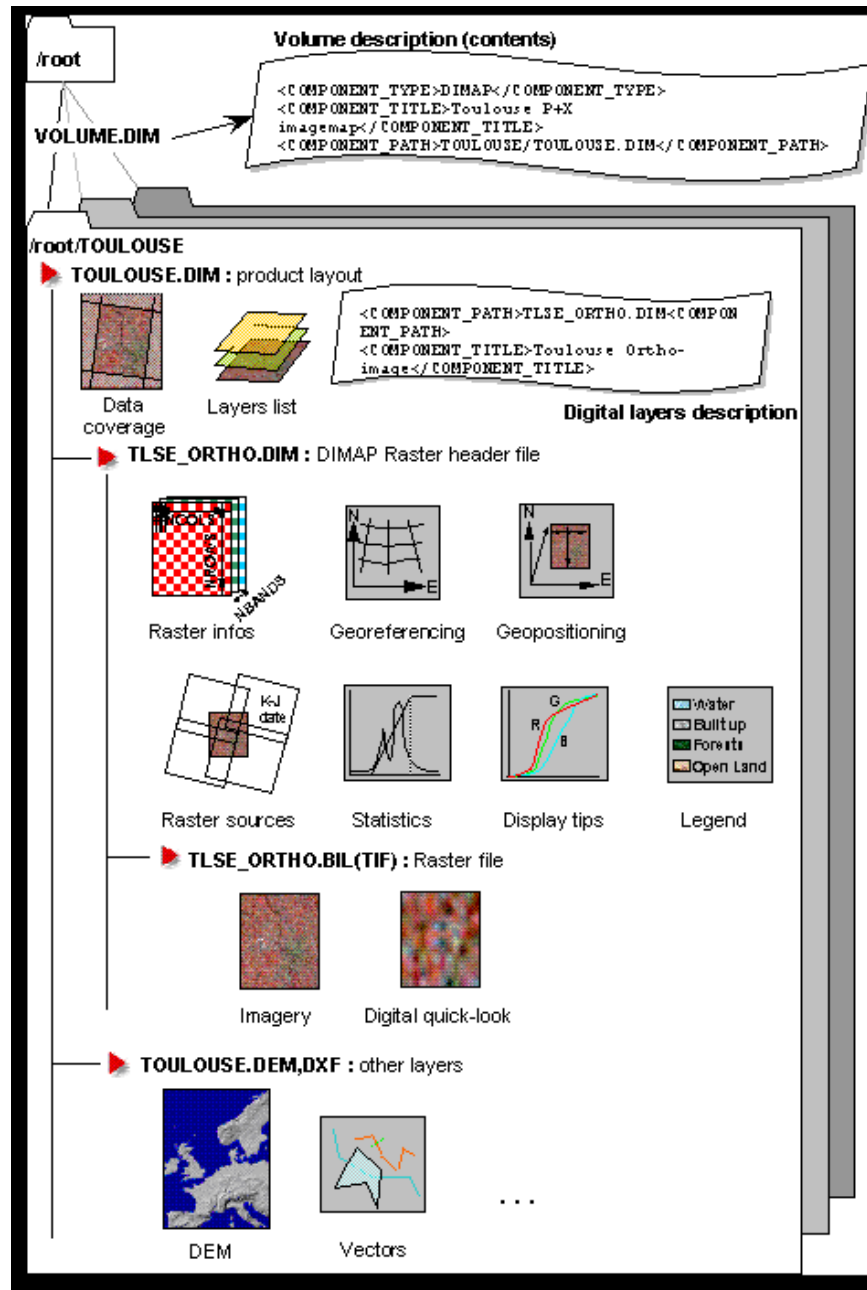 Volume description (contents)
/root
<COMPONENT_TYPE>DIMAP</COMPONENT_TYPE>
<COMPONENT_TITLE>Toulouse P+X
imagemap</COMPONENT_TITLE>
<COMPONENT_PATH>TOULOUSE/TOULOUSE.DIM</COMPONENT_PATH>
VOLUME.DIM
/root/TOULOUSE
TOULOUSE.DIM : product layout
<COMPONENT_PATH>TLSE_ORTHO.DIM<COMPON
ENT_PATH>
<COMPONENT_TITLE>Toulouse Ortho-
image</COMPONENT_TITLE>
Data
coverage
Layers list
Digital layers description
TLSE_ORTHO.DIM : DIMAP Raster header file
NCOLS
NROWS
NBANDS
N
E
N
E
Raster infos
Georeferencing
Geopositioning
K-J
date
G
R
B
Water
Built up
Forests
Open Land
Raster sources
Statistics
Display tips
Legend
TLSE_ORTHO.BIL(TIF) : Raster file
Imagery
Digital quick-look
TOULOUSE.DEM,DXF : other layers
DEM
Vectors
...